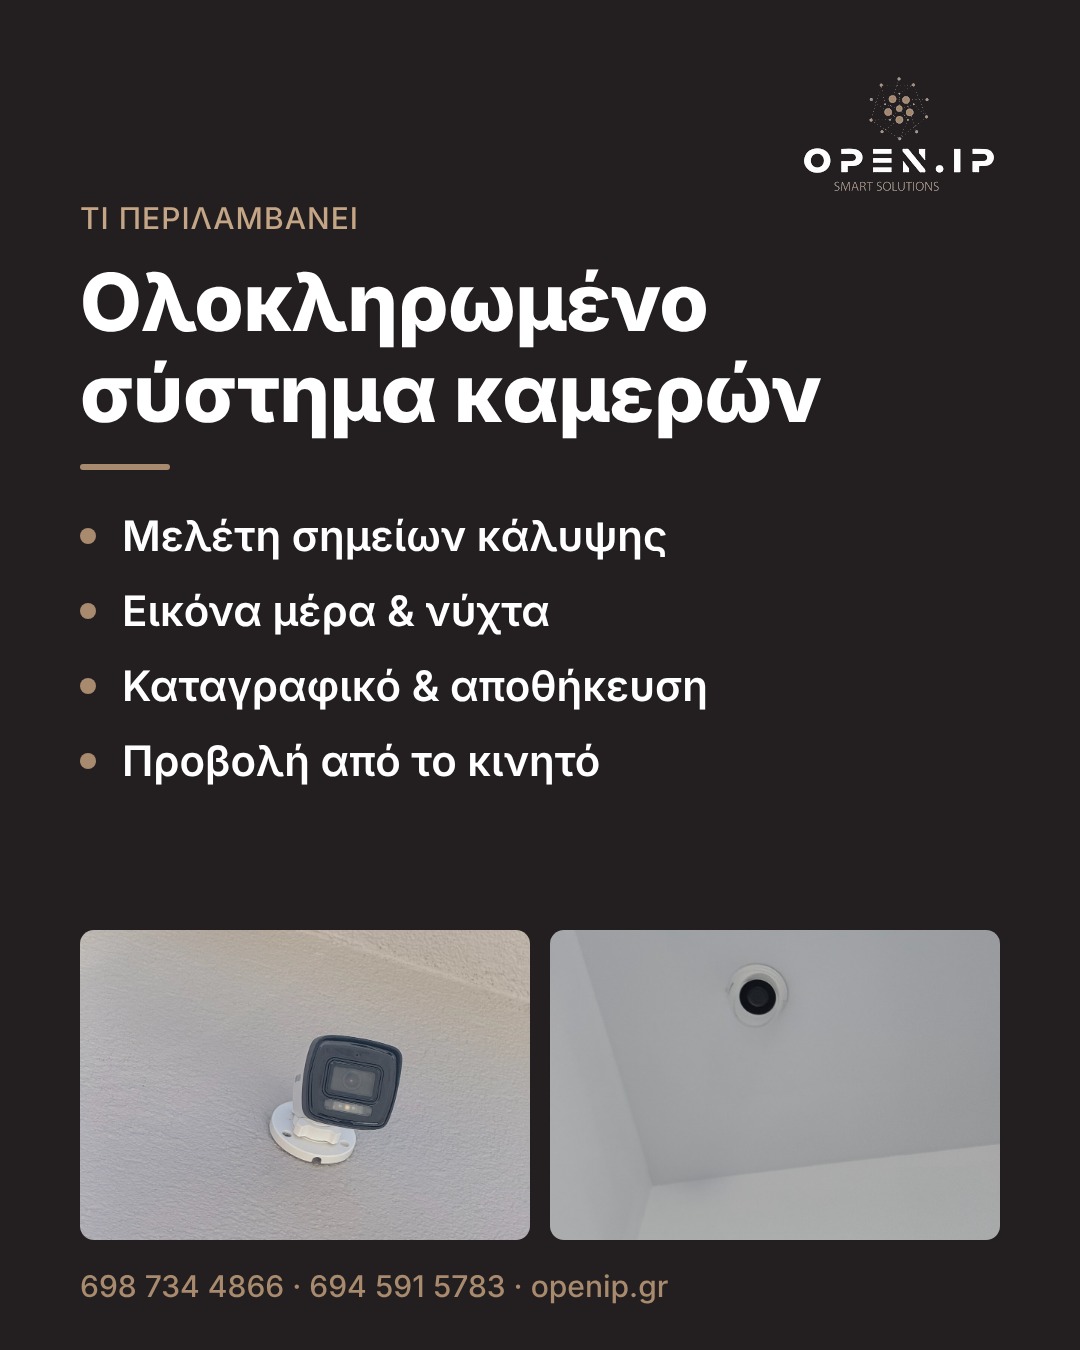 OPEN.IP
SMART SOLUTIONS
ΤΙ ΠΕΡΙΛΑΜΒΑΝΕΙ
Ολοκληρωμένο
σύστημα καμερών
Μελέτη σημείων κάλυψης
Εικόνα μέρα & νύχτα
Καταγραφικό & αποθήκευση
Προβολή από το κινητό
698 734 4866 · 694 591 5783 · openip.gr